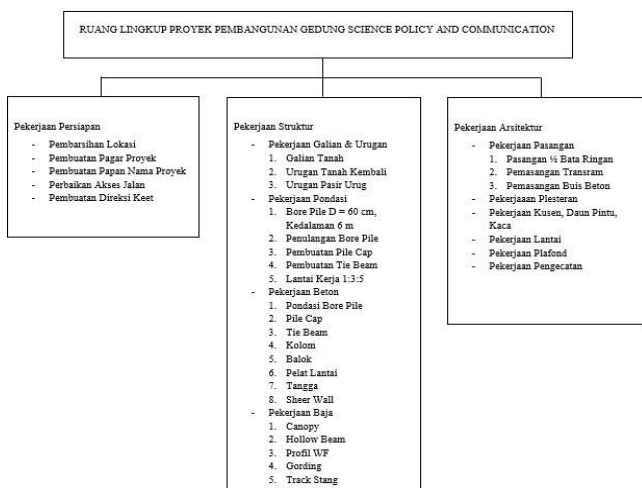 RUANG LINGKUP PROYEK PEMBANGUNAN GEDUNG SCIENCE POLICY AND COMMUNICATION
Pekerjaan Persiapan
- Pembarsihan Lokasi
- Pembuatan Pagar Proyek
- Pembuatan Papan Nama Proyek
- Perbaikan Akses Jalan
- Pembuatan Direksi Keet
Pekerjaan Struktur
- Pekerjaan Galian & Urugan
1. Galian Tanah
2. Urugan Tanah Kembali
3. Urugan Pasir Urug
- Pekerjaan Pondasi
1. Bore Pile D = 60 cm,
Kedalaman 6 m
2. Penulangan Bore Pile
3. Pembuatan Pile Cap
4. Pembuatan Tie Beam
5. Lantai Kerja 1:3:5
- Pekerjaan Beton
1. Pondasi Bore Pile
2. Pile Cap
3. Tie Beam
4. Kolom
5. Balok
6. Pelat Lantai
7. Tangga
8. Sheer Wall
- Pekerjaan Baja
1. Canopy
2. Hollow Beam
3. Profil WF
4. Gording
5. Track Stang
Pekerjaan Arsitektur
- Pekerjaan Pasangan
1. Pasangan ½ Bata Ringan
2. Pemasangan Transram
3. Pemasangan Buis Beton
- Pekerjaaan Plesteran
- Pekerjaan Kusen, Daun Pintu,
Kaca
- Pekerjaan Lantai
- Pekerjaan Plafond
- Pekerjaan Pengecatan